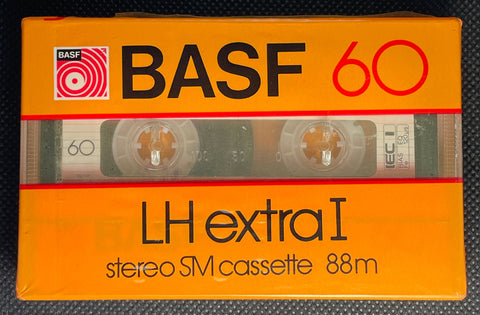 BASF
BASF 60
60
IEC I
LH extra I
stereo SM cassette 88m